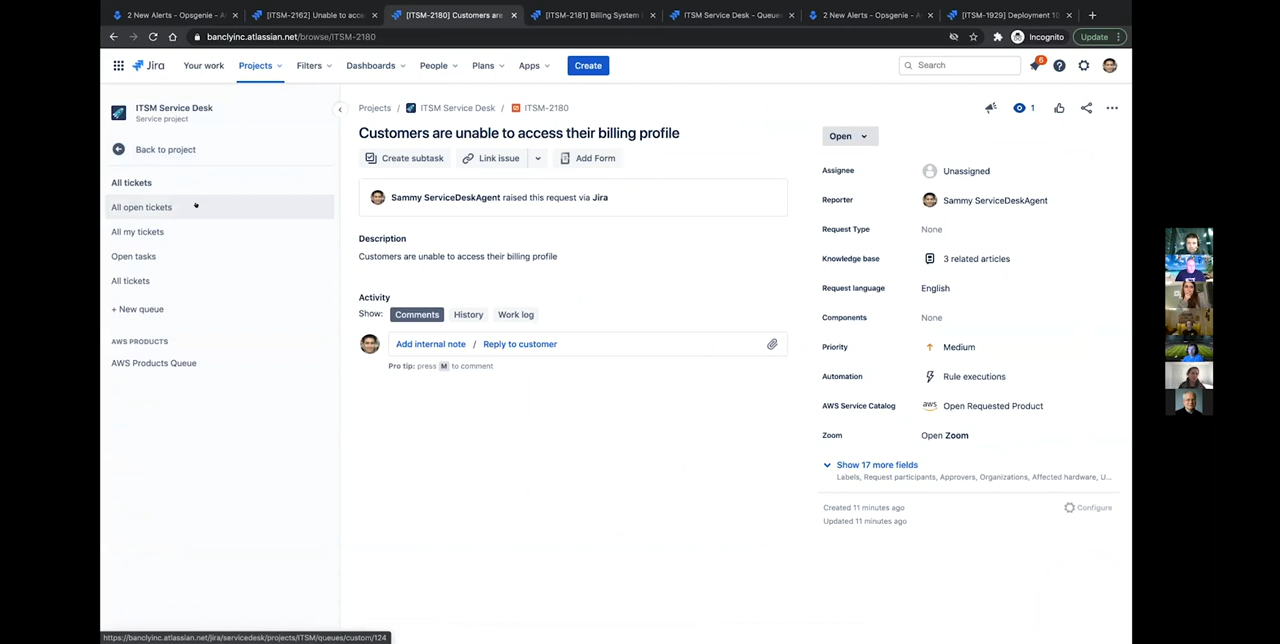 2 New Alerts - Opsgenie - A
[ITSM-2162] Unable to acce
[ITSM-2180] Customers are
[ITSM-2181] Billing System
ITSM Service Desk - Queues
2 New Alerts - Opsgenie - A
[ITSM-1929] Deployment 10
banclyinc.atlassian.net/browse/ITSM-2180
Incognito
Update
Jira
Your work
Projects
Filters
Dashboards
People
Plans
Apps
Create
Search
6
ITSM Service Desk
Service project
Back to project
All tickets
All open tickets
All my tickets
Open tasks
All tickets
+ New queue
AWS PRODUCTS
AWS Products Queue
Projects / ITSM Service Desk / ITSM-2180
1
Customers are unable to access their billing profile
Create subtask
Link issue
Add Form
Sammy ServiceDeskAgent raised this request via Jira
Description
Customers are unable to access their billing profile
Activity
Show: Comments History Work log
Add internal note / Reply to customer
Pro tip: press M to comment
Open
Assignee Unassigned
Reporter Sammy ServiceDeskAgent
Request Type None
Knowledge base 3 related articles
Request language English
Components None
Priority Medium
Automation Rule executions
AWS Service Catalog aws Open Requested Product
Zoom Open Zoom
Show 17 more fields
Labels, Request participants, Approvers, Organizations, Affected hardware, U...
Created 11 minutes ago
Updated 11 minutes ago
Configure
https://banclyinc.atlassian.net/jira/servicedesk/projects/ITSM/queues/custom/124